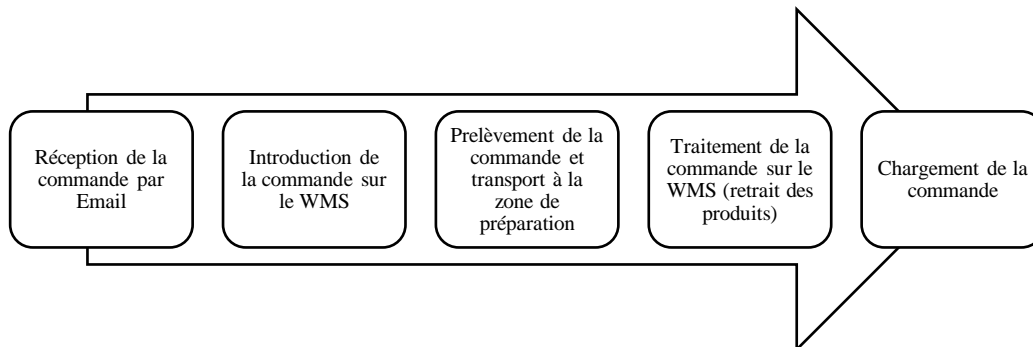 Réception de la
commande par
Email
Introduction de
la commande sur
le WMS
Prelèvement de la
commande et
transport à la
zone de
préparation
Traitement de la
commande sur le
WMS (retrait des
produits)
Chargement de la
commande